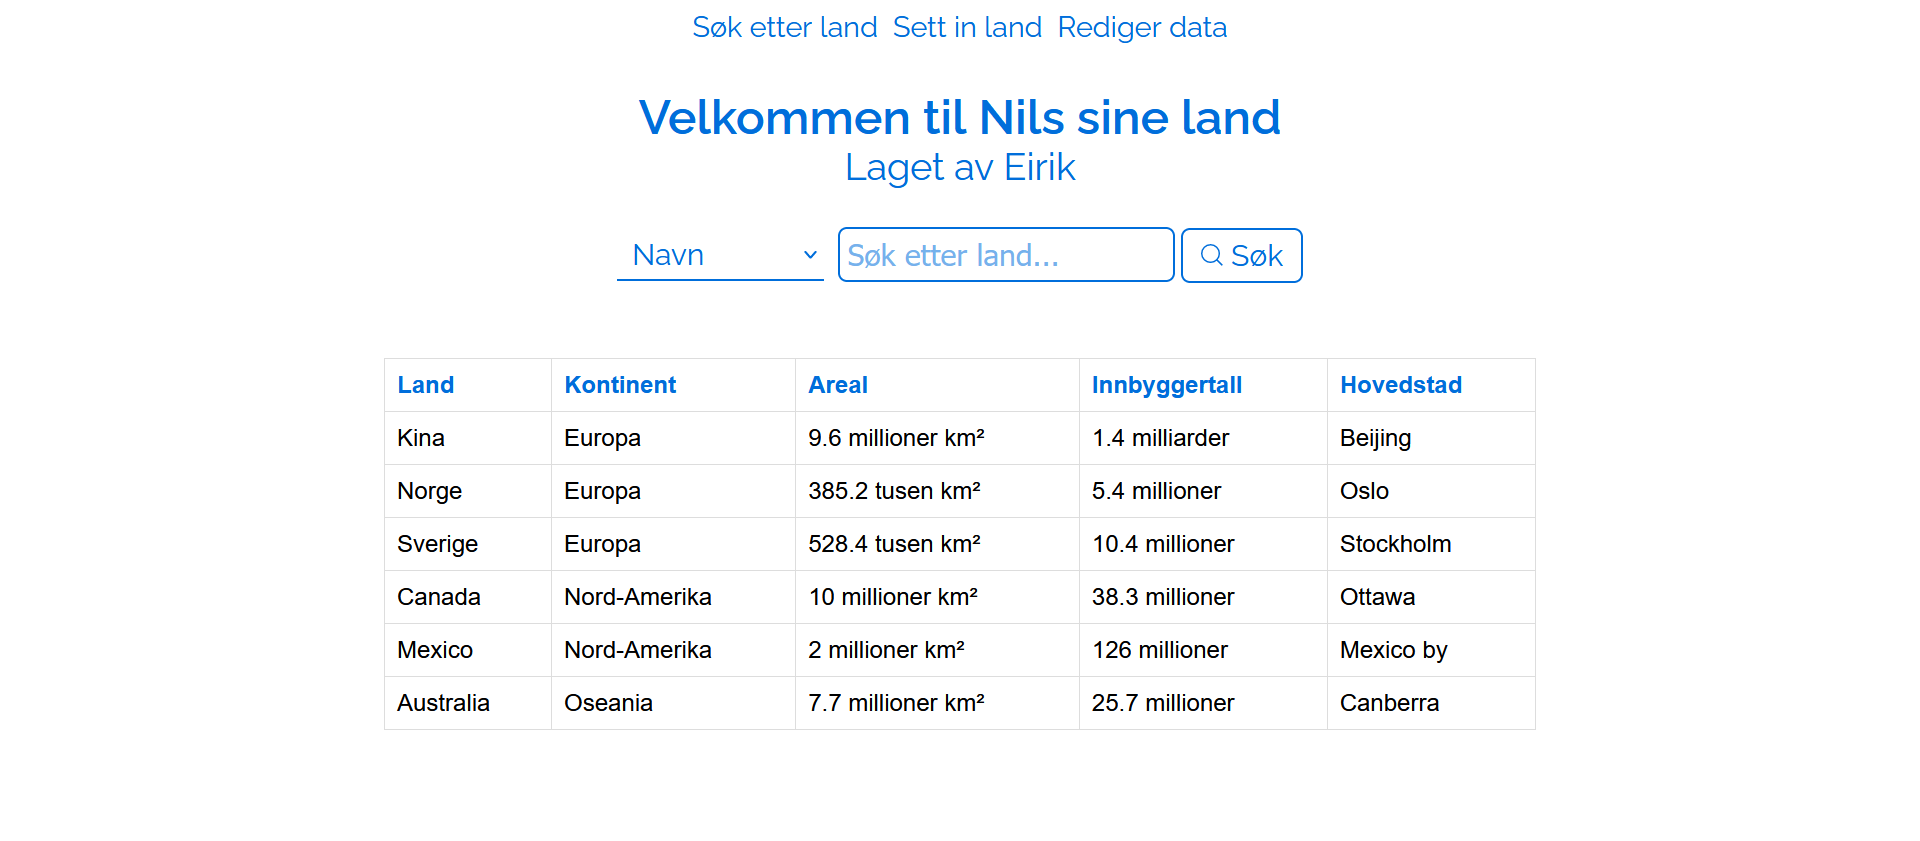 Søk etter land Sett in land Rediger data
Velkommen til Nils sine land
Laget av Eirik
Navn Søk etter land... Søk
Land Kontinent Areal Innbyggertall Hovedstad
Kina Europa 9.6 millioner km² 1.4 milliarder Beijing
Norge Europa 385.2 tusen km² 5.4 millioner Oslo
Sverige Europa 528.4 tusen km² 10.4 millioner Stockholm
Canada Nord-Amerika 10 millioner km² 38.3 millioner Ottawa
Mexico Nord-Amerika 2 millioner km² 126 millioner Mexico by
Australia Oseania 7.7 millioner km² 25.7 millioner Canberra